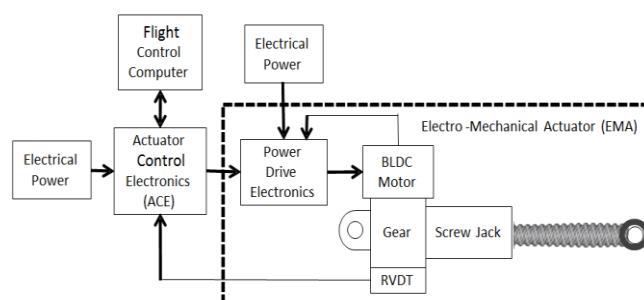 Flight
Control
Computer
Electrical
Power
Electro -Mechanical Actuator (EMA)
Electrical
Power
Actuator
Control
Electronics
(ACE)
Power
Drive
Electronics
BLDC
Motor
Gear
Screw Jack
RVDT